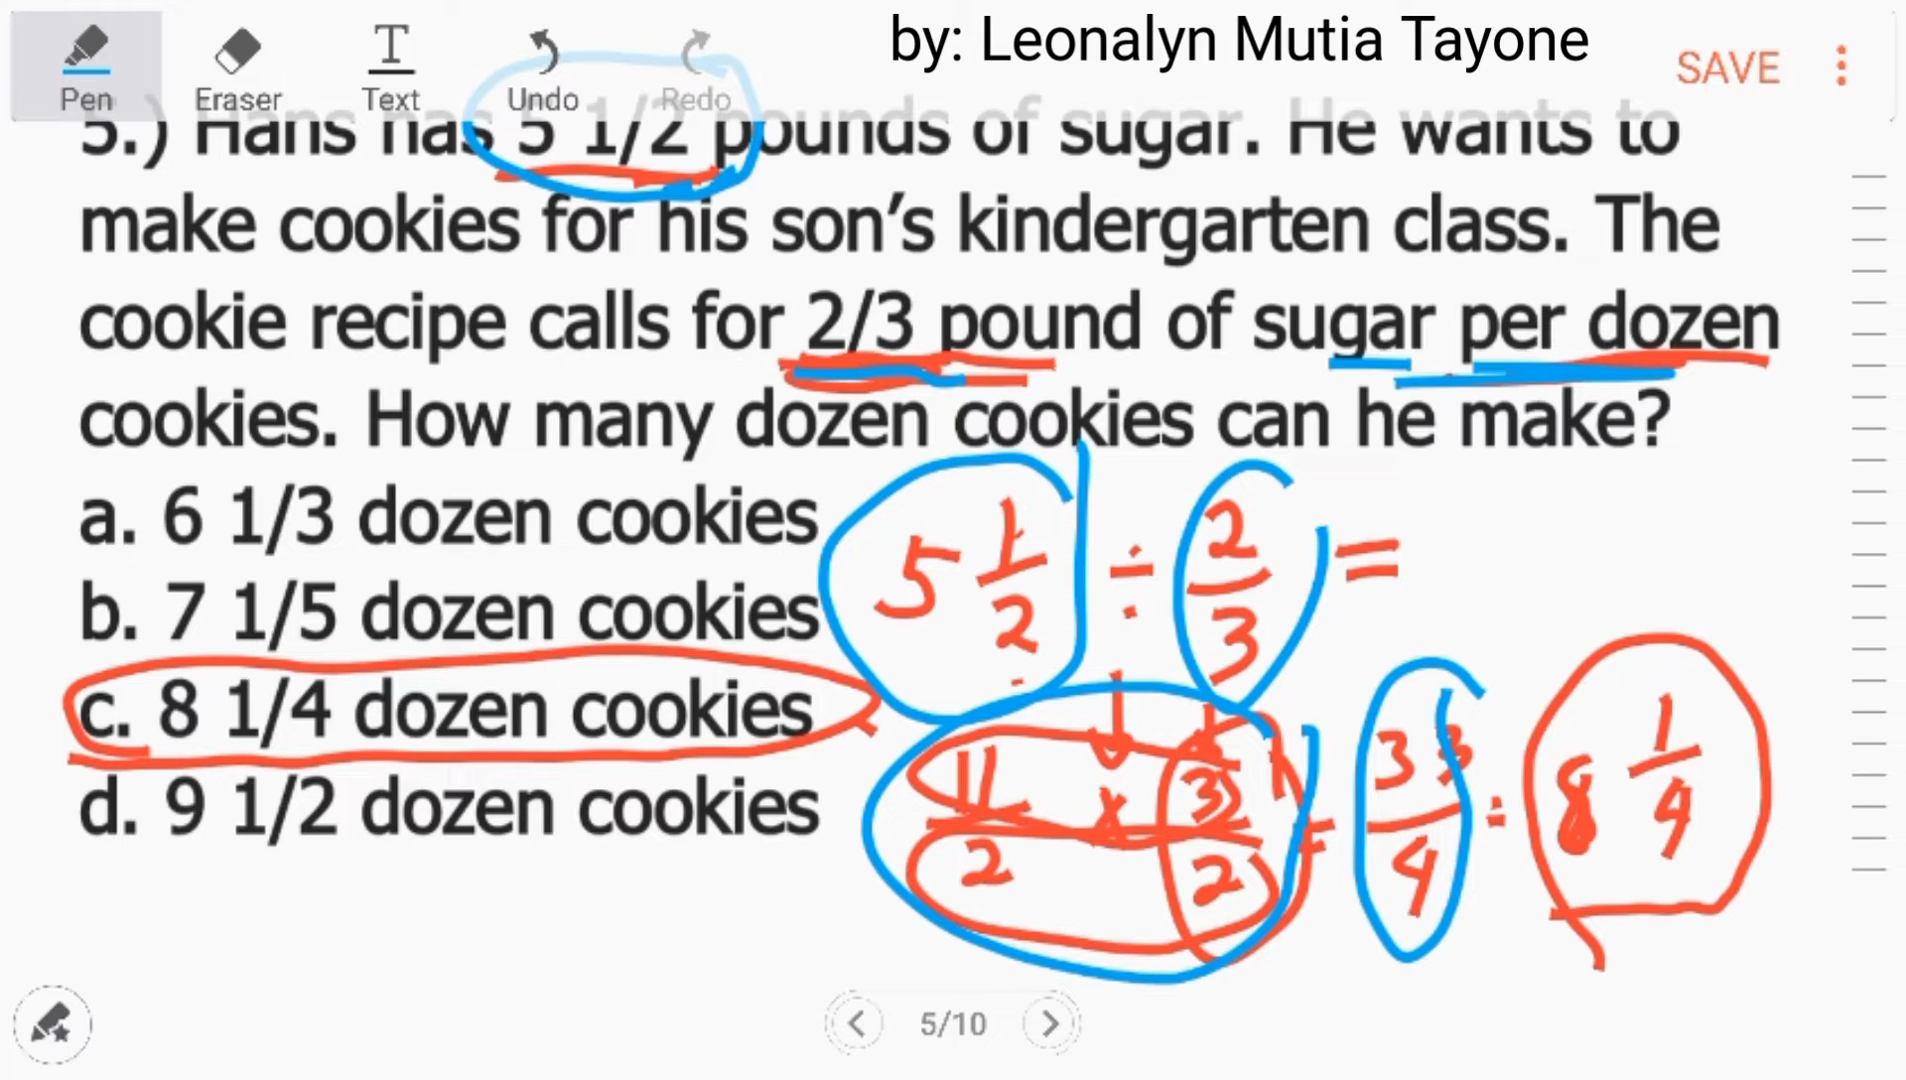 by: Leonalyn Mutia Tayone
SAVE
Pen Eraser Text Undo Redo
5.) Hans has 5 1/2 pounds of sugar. He wants to
make cookies for his son's kindergarten class. The
cookie recipe calls for 2/3 pound of sugar per dozen
cookies. How many dozen cookies can he make?
a. 6 1/3 dozen cookies
b. 7 1/5 dozen cookies
c. 8 1/4 dozen cookies
d. 9 1/2 dozen cookies
5 1/2 ÷ 2/3 =
11/2 x 3/2 = 33/4 = 8 1/4
5/10